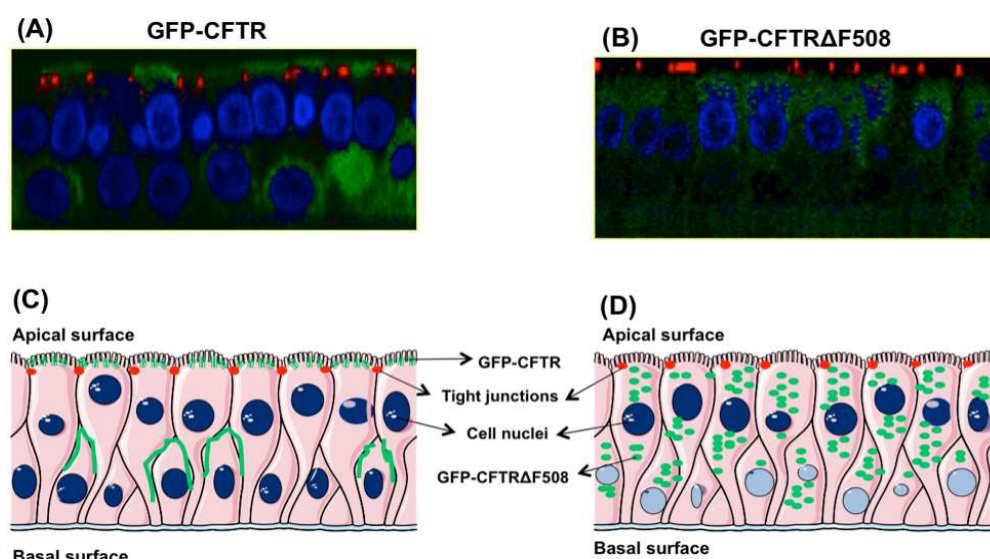 (A)
GFP-CFTR
(B)
GFP-CFTRΔF508
(C)
Apical surface
(D)
Apical surface
GFP-CFTR
Tight junctions
Cell nuclei
GFP-CFTRΔF508
Basal surface
Basal surface